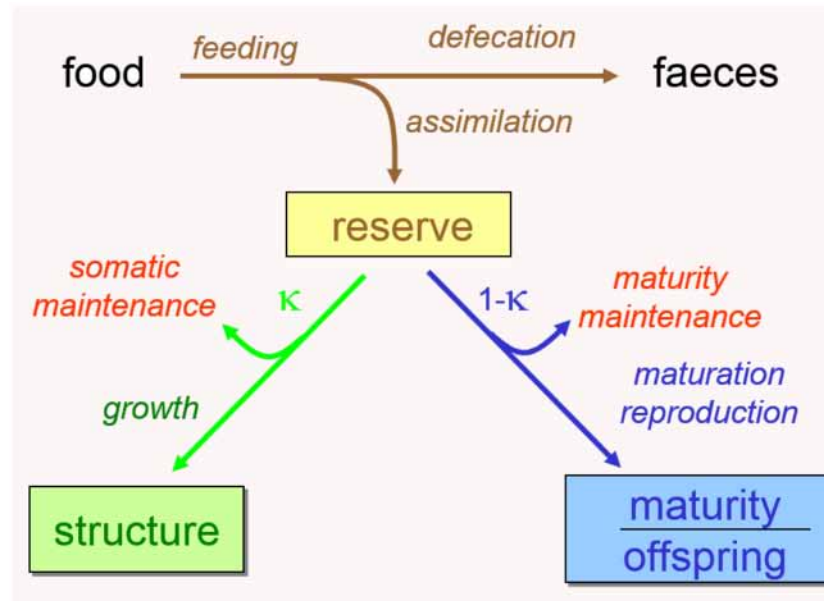 feeding
defecation
food
faeces
assimilation
reserve
somatic
maintenance
κ
1-κ
maturity
maintenance
growth
maturation
reproduction
structure
maturity
offspring